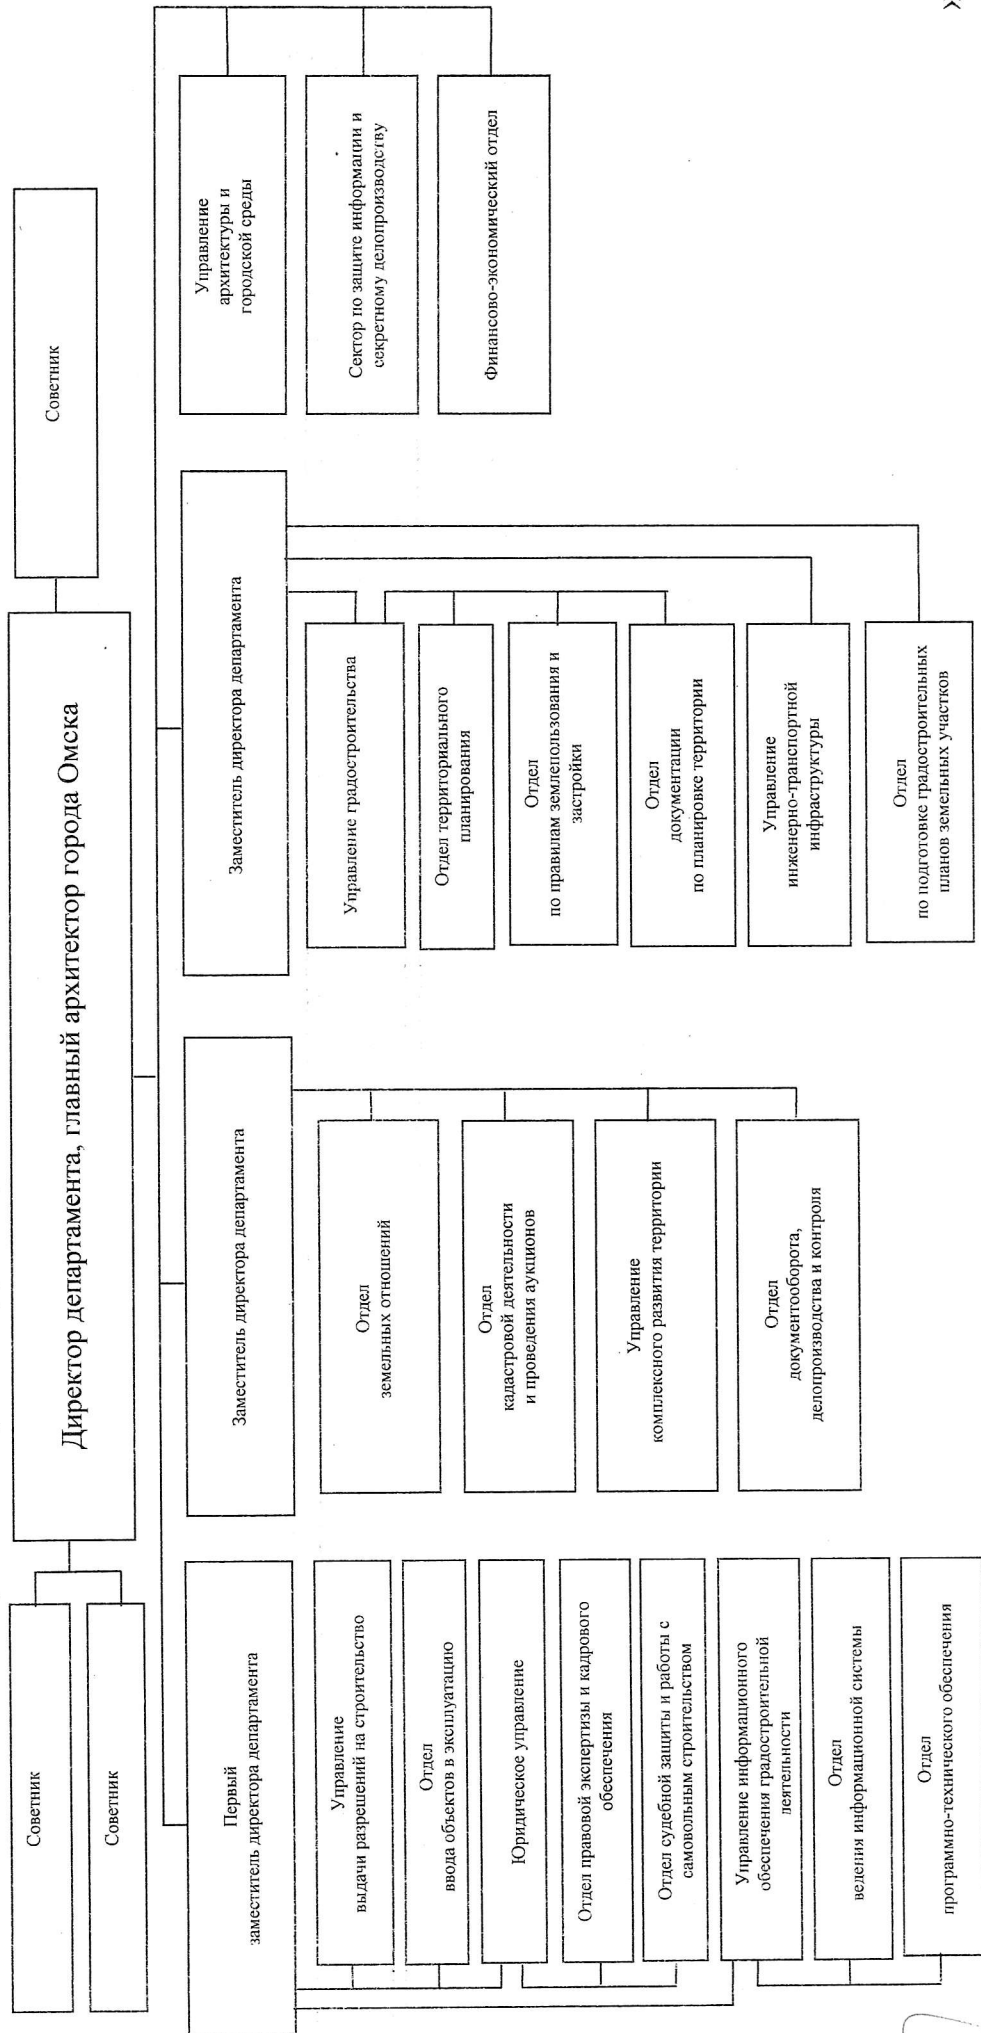 Директор департамента, главный архитектор города Омска
Советник
Советник
Советник
Первый
заместитель директора департамента
Управление
выдачи разрешений на строительство
Отдел
ввода объектов в эксплуатацию
Юридическое управление
Отдел правовой экспертизы и кадрового
обеспечения
Отдел судебной защиты и работы с
самовольным строительством
Управление информационного
обеспечения градостроительной
деятельности
Отдел
ведения информационной системы
Отдел
программно-технического обеспечения
Заместитель директора департамента
Отдел
земельных отношений
Отдел
кадастровой деятельности
и проведения аукционов
Управление
комплексного развития территории
Отдел
документооборота,
делопроизводства и контроля
Заместитель директора департамента
Управление градостроительства
Отдел территориального
планирования
Отдел
по правилам землепользования и
застройки
Отдел
документации
по планировке территории
Управление
инженерно-транспортной
инфраструктуры
Отдел
по подготовке градостроительных
планов земельных участков
Управление
архитектуры и
городской среды
Сектор по защите информации и
секретному делопроизводству
Финансово-экономический отдел